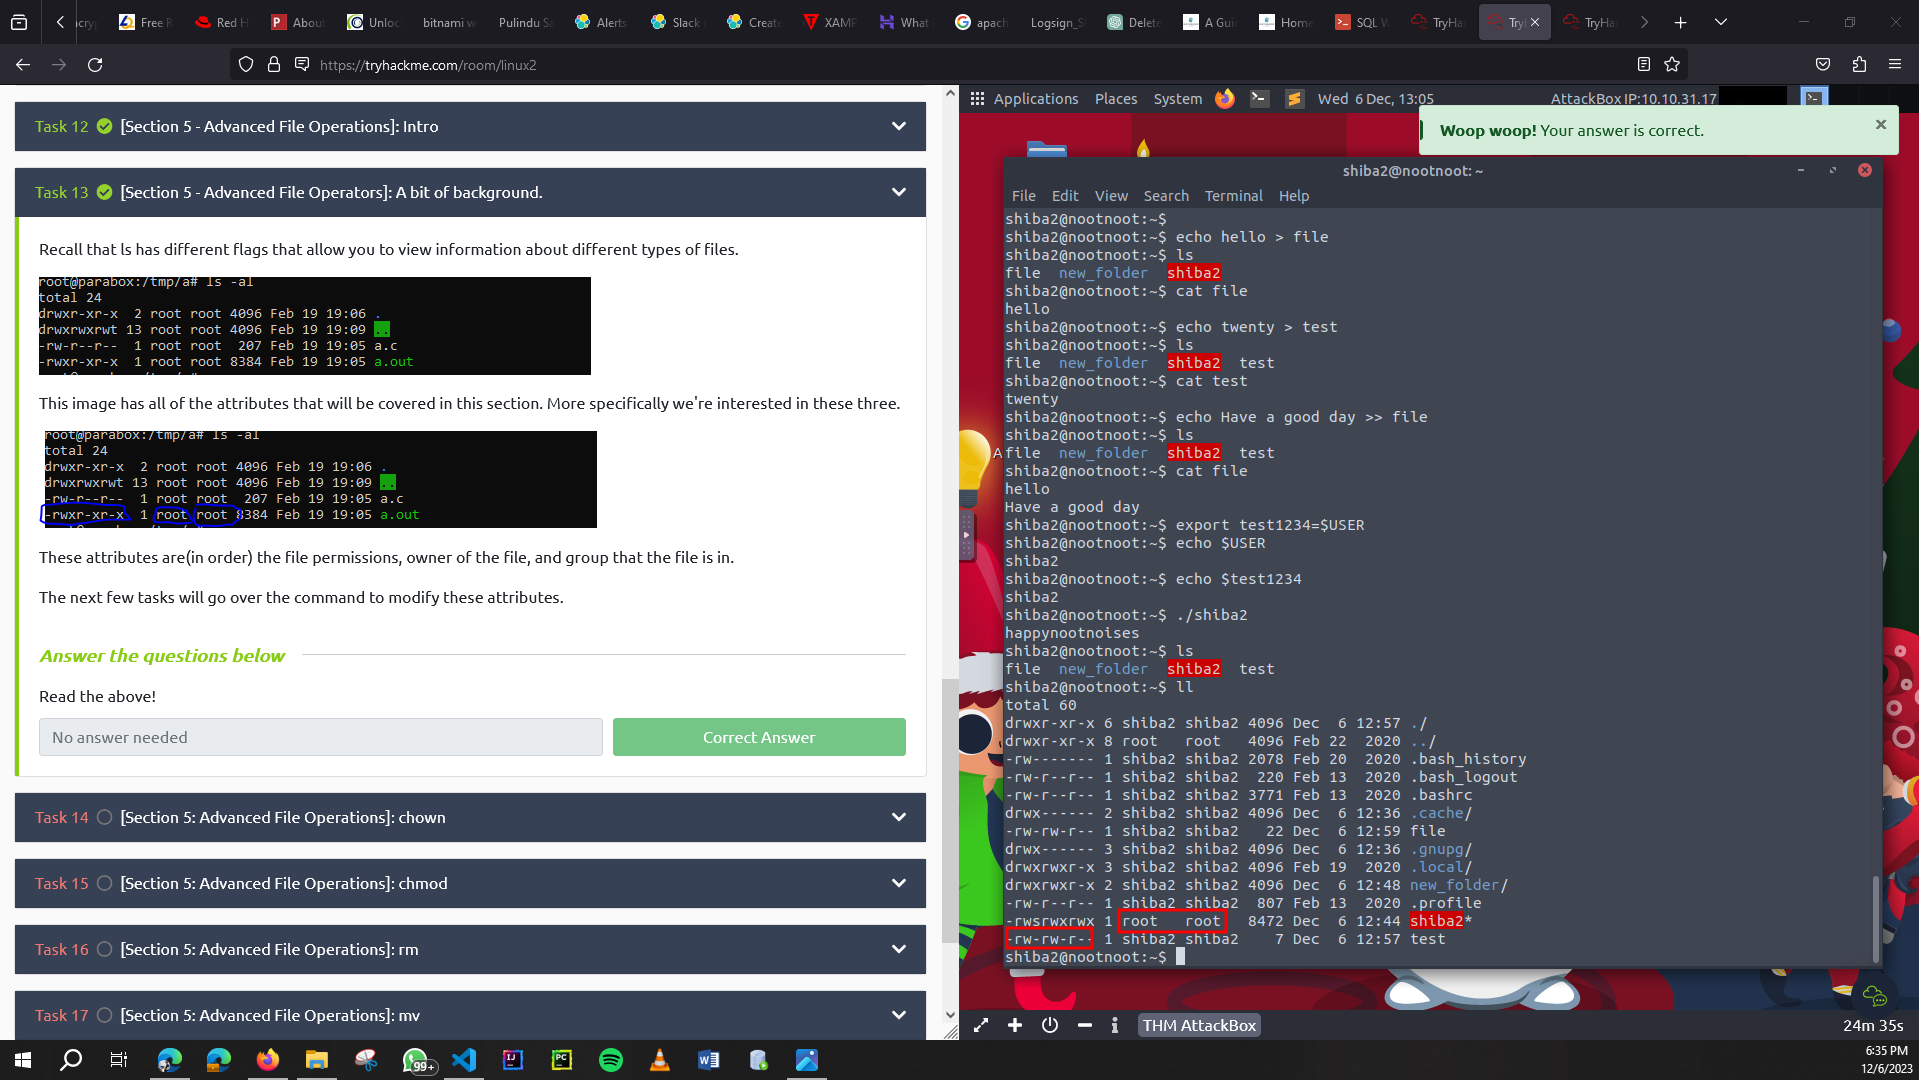 Free R
Red H
About
Unloc
bitnami w
Pulindu Sa
Alerts
Slack
Create
XAMP
What
apach
Logsign_S
Delete
A Gui
Home
SQL W
TryHa
Try
TryHa
https://tryhackme.com/room/linux2
Task 12 [Section 5 - Advanced File Operations]: Intro
Task 13 [Section 5 - Advanced File Operators]: A bit of background.
Recall that ls has different flags that allow you to view information about different types of files.
root@parabox:/tmp/a# ls -al
total 24
drwxr-xr-x 2 root root 4096 Feb 19 19:06 .
drwxrwxrwt 13 root root 4096 Feb 19 19:09 ..
-rw-r--r-- 1 root root 207 Feb 19 19:05 a.c
-rwxr-xr-x 1 root root 8384 Feb 19 19:05 a.out
This image has all of the attributes that will be covered in this section. More specifically we're interested in these three.
root@parabox:/tmp/a# ls -al
total 24
drwxr-xr-x 2 root root 4096 Feb 19 19:06 .
drwxrwxrwt 13 root root 4096 Feb 19 19:09 ..
-rw-r--r-- 1 root root 207 Feb 19 19:05 a.c
-rwxr-xr-x 1 root root 8384 Feb 19 19:05 a.out
These attributes are(in order) the file permissions, owner of the file, and group that the file is in.
The next few tasks will go over the command to modify these attributes.
Answer the questions below
Read the above!
No answer needed
Correct Answer
Task 14 [Section 5: Advanced File Operations]: chown
Task 15 [Section 5: Advanced File Operations]: chmod
Task 16 [Section 5: Advanced File Operations]: rm
Task 17 [Section 5: Advanced File Operations]: mv
Applications Places System Wed 6 Dec, 13:05 AttackBox IP:10.10.31.17
Woop woop! Your answer is correct.
shiba2@nootnoot: ~
File Edit View Search Terminal Help
shiba2@nootnoot:~$
shiba2@nootnoot:~$ echo hello > file
shiba2@nootnoot:~$ ls
file new_folder shiba2
shiba2@nootnoot:~$ cat file
hello
shiba2@nootnoot:~$ echo twenty > test
shiba2@nootnoot:~$ ls
file new_folder shiba2 test
shiba2@nootnoot:~$ cat test
twenty
shiba2@nootnoot:~$ echo Have a good day >> file
shiba2@nootnoot:~$ ls
file new_folder shiba2 test
shiba2@nootnoot:~$ cat file
hello
Have a good day
shiba2@nootnoot:~$ export test1234=$USER
shiba2@nootnoot:~$ echo $USER
shiba2
shiba2@nootnoot:~$ echo $test1234
shiba2
shiba2@nootnoot:~$ ./shiba2
happynootnoises
shiba2@nootnoot:~$ ls
file new_folder shiba2 test
shiba2@nootnoot:~$ ll
total 60
drwxr-xr-x 6 shiba2 shiba2 4096 Dec 6 12:57 ./
drwxr-xr-x 8 root root 4096 Feb 22 2020 ../
-rw------- 1 shiba2 shiba2 2078 Feb 20 2020 .bash_history
-rw-r--r-- 1 shiba2 shiba2 220 Feb 13 2020 .bash_logout
-rw-r--r-- 1 shiba2 shiba2 3771 Feb 13 2020 .bashrc
drwx------ 2 shiba2 shiba2 4096 Dec 6 12:36 .cache/
-rw-rw-r-- 1 shiba2 shiba2 22 Dec 6 12:59 file
drwx------ 3 shiba2 shiba2 4096 Dec 6 12:36 .gnupg/
drwxrwxr-x 3 shiba2 shiba2 4096 Feb 19 2020 .local/
drwxrwxr-x 2 shiba2 shiba2 4096 Dec 6 12:48 new_folder/
-rw-r--r-- 1 shiba2 shiba2 807 Feb 13 2020 .profile
-rwsrwxrwx 1 root root 8472 Dec 6 12:44 shiba2*
-rw-rw-r-- 1 shiba2 shiba2 7 Dec 6 12:57 test
shiba2@nootnoot:~$
THM AttackBox
24m 35s
99+
6:35 PM
12/6/2023